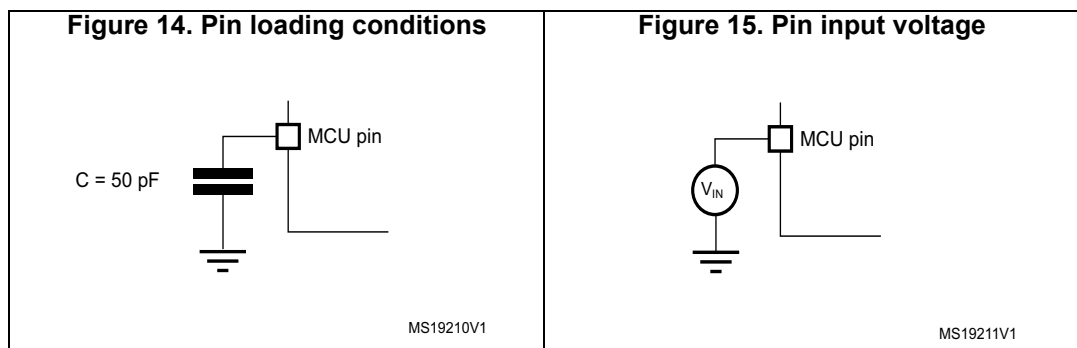 Figure 14. Pin loading conditions
MCU pin
C = 50 pF
MS19210V1
Figure 15. Pin input voltage
MCU pin
VIN
MS19211V1